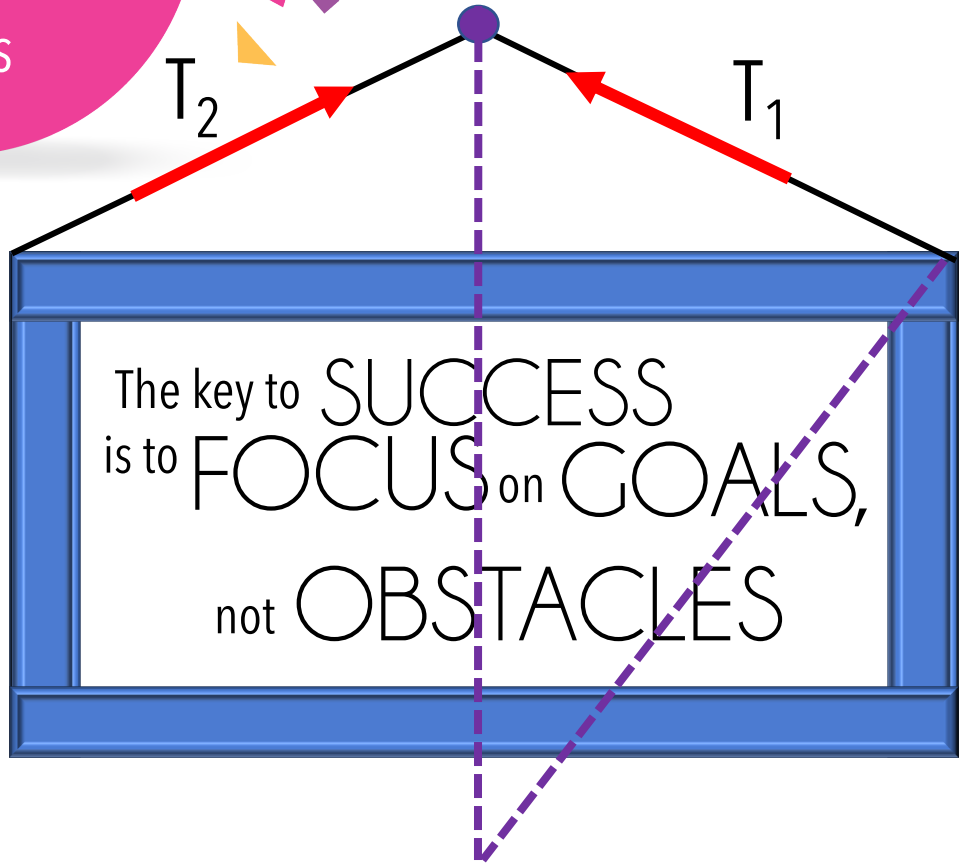 S
T₂
T₁
The key to SUCCESS
is to FOCUS on GOALS,
not OBSTACLES